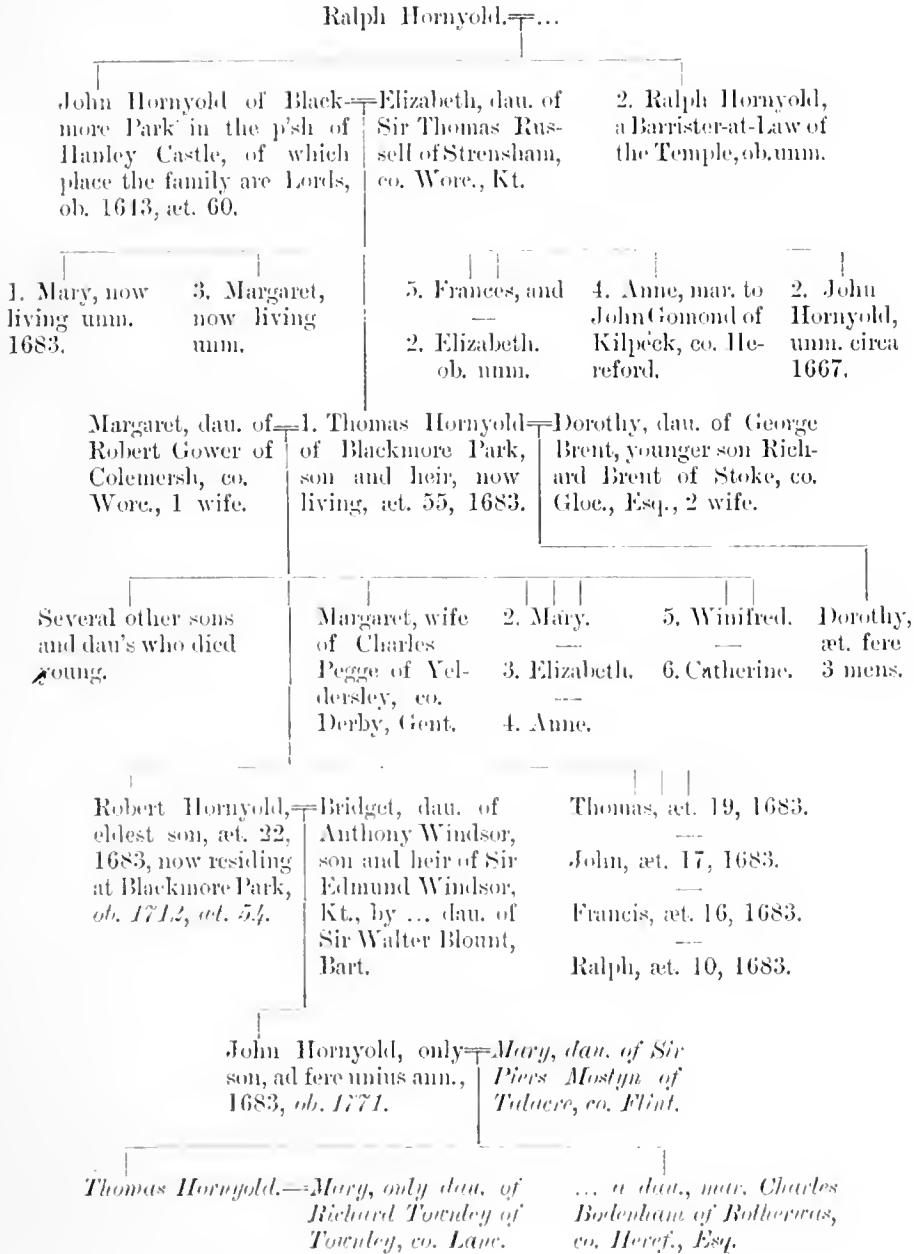 Ralph Hornyold.=...
John Hornyold of Black-
more Park in the p'sh of
Hanley Castle, of which
place the family are Lords,
ob. 1643, æt. 60.
=Elizabeth, dau. of
Sir Thomas Rus-
sell of Strensham,
co. Worc., Kt.
2. Ralph Hornyold,
a Barrister-at-Law of
the Temple, ob. unm.
1. Mary, now
living unm.
1683.
3. Margaret,
now living
unm.
5. Frances, and
—
2. Elizabeth.
ob. unm.
4. Anne, mar. to
John Gomond of
Kilpeck, co. He-
reford.
2. John
Hornyold,
unm. circa
1667.
Margaret, dau. of
Robert Gower of
Colemersh, co.
Worc., 1 wife.
=1. Thomas Hornyold
of Blackmore Park,
son and heir, now
living, æt. 55, 1683.
=Dorothy, dau. of George
Brent, younger son Rich-
ard Brent of Stoke, co.
Gloc., Esq., 2 wife.
Several other sons
and dau's who died
young.
Margaret, wife
of Charles
Pegge of Yel-
dersley, co.
Derby, Gent.
2. Mary.
—
3. Elizabeth.
—
4. Anne.
5. Winifred.
—
6. Catherine.
Dorothy,
æt. fere
3 mens.
Robert Hornyold,
eldest son, æt. 22,
1683, now residing
at Blackmore Park,
ob. 1712, æt. 54.
=Bridget, dau. of
Anthony Windsor,
son and heir of Sir
Edmund Windsor,
Kt., by ... dau. of
Sir Walter Blount,
Bart.
Thomas, æt. 19, 1683.
—
John, æt. 17, 1683.
—
Francis, æt. 16, 1683.
—
Ralph, æt. 10, 1683.
John Hornyold, only
son, ad fere unius ann.,
1683, ob. 1771.
=Mary, dau. of Sir
Piers Mostyn of
Talacre, co. Flint.
Thomas Hornyold.
=Mary, only dau. of
Richard Townley of
Townley, co. Lanc.
... a dau., mar. Charles
Bodenham of Rotherwas,
co. Heref., Esq.